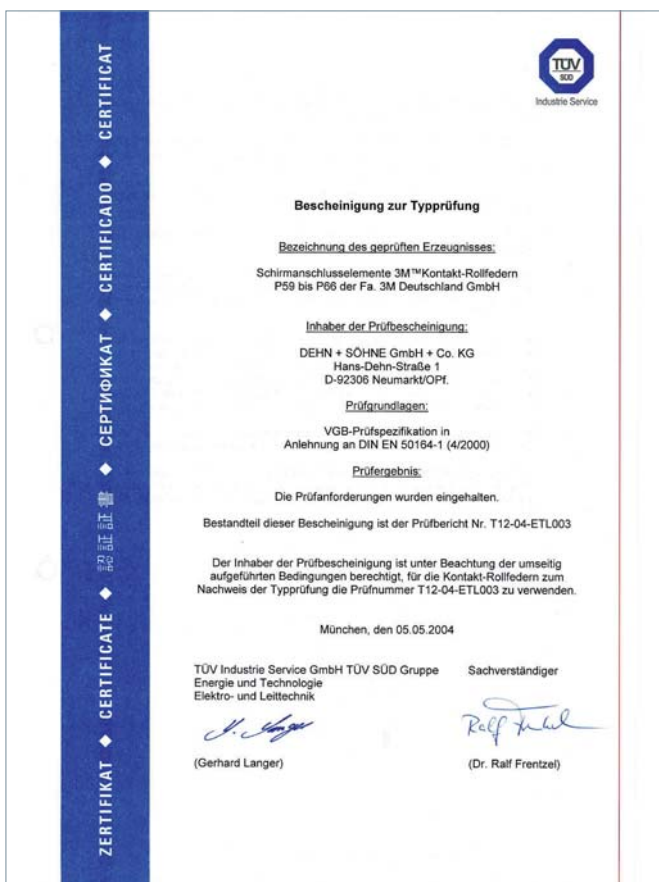 ZERTIFIKAT ◆ CERTIFICATE ◆ 認証証書 ◆ СЕРТИФИКАТ ◆ CERTIFICADO ◆ CERTIFICAT
TÜV
SÜD
Industrie Service
Bescheinigung zur Typprüfung
Bezeichnung des geprüften Erzeugnisses:
Schirmanschlusselemente 3M™Kontakt-Rollfedern
P59 bis P66 der Fa. 3M Deutschland GmbH
Inhaber der Prüfbescheinigung:
DEHN + SÖHNE GmbH + Co. KG
Hans-Dehn-Straße 1
D-92306 Neumarkt/OPf.
Prüfgrundlagen:
VGB-Prüfspezifikation in
Anlehnung an DIN EN 50164-1 (4/2000)
Prüfergebnis:
Die Prüfanforderungen wurden eingehalten.
Bestandteil dieser Bescheinigung ist der Prüfbericht Nr. T12-04-ETL003
Der Inhaber der Prüfbescheinigung ist unter Beachtung der umseitig
aufgeführten Bedingungen berechtigt, für die Kontakt-Rollfedern zum
Nachweis der Typprüfung die Prüfnummer T12-04-ETL003 zu verwenden.
München, den 05.05.2004
TÜV Industrie Service GmbH TÜV SÜD Gruppe
Energie und Technologie
Elektro- und Leittechnik
Sachverständiger
(Gerhard Langer)
(Dr. Ralf Frentzel)